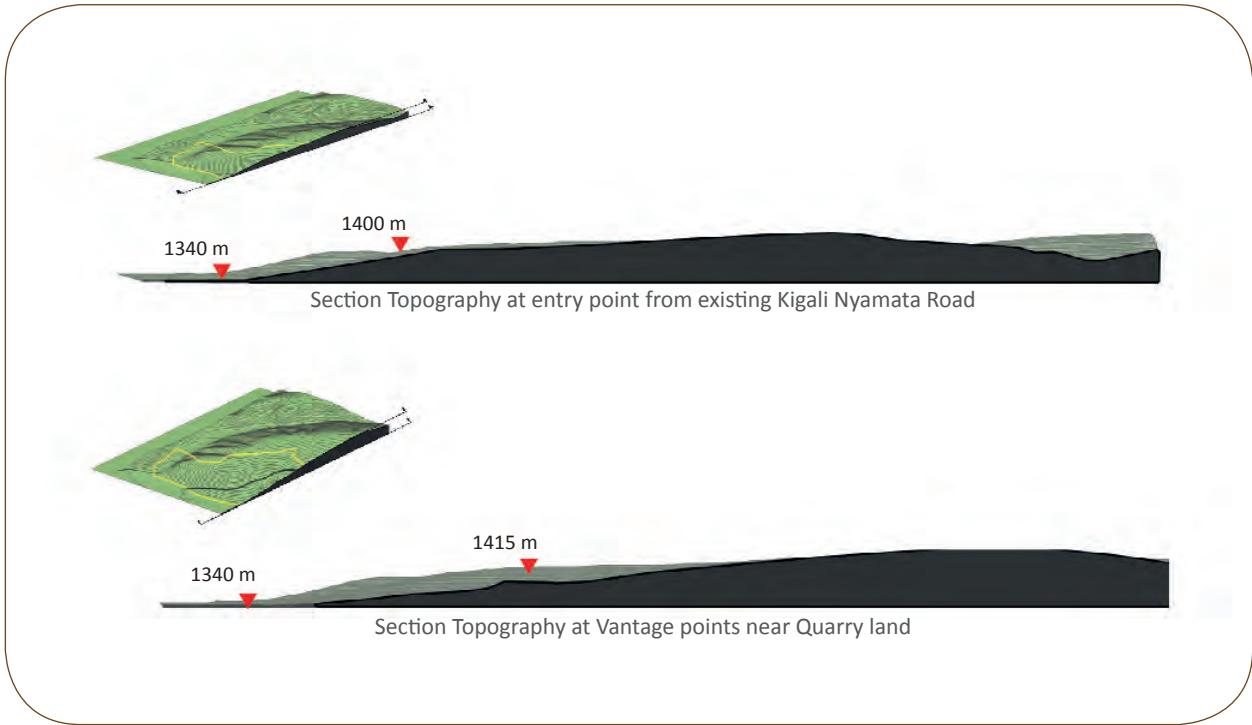 1400 m
1340 m
Section Topography at entry point from existing Kigali Nyamata Road
1415 m
1340 m
Section Topography at Vantage points near Quarry land